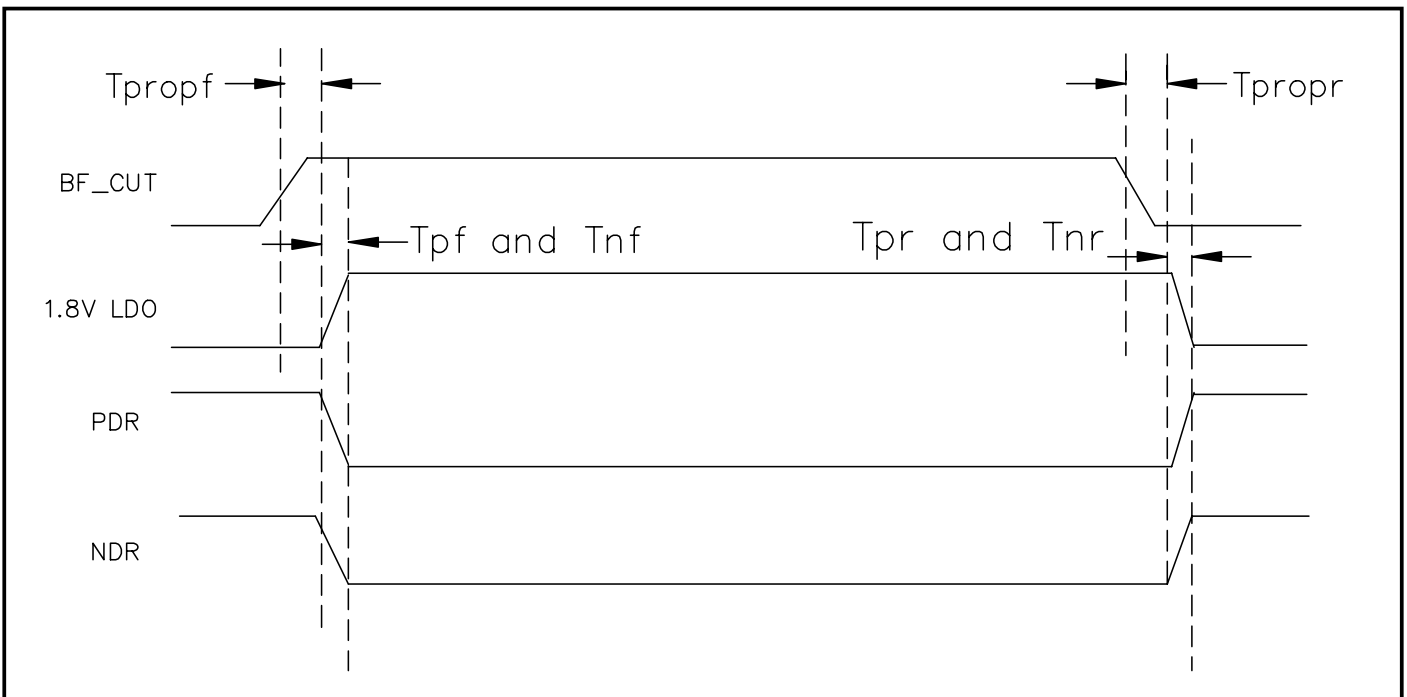 Tpropf
Tpropr
BF_CUT
Tpf and Tnf
Tpr and Tnr
1.8V LDO
PDR
NDR